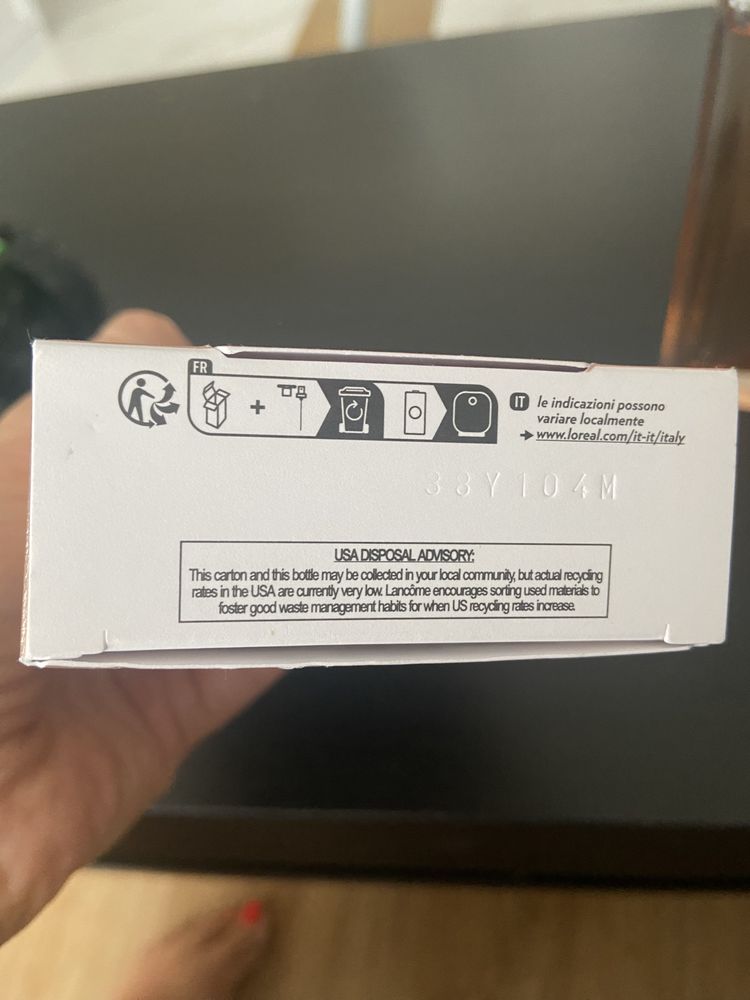 FR
IT le indicazioni possono
variare localmente
www.loreal.com/it-it/italy
38Y104M
USA DISPOSAL ADVISORY:
This carton and this bottle may be collected in your local community, but actual recycling
rates in the USA are currently very low. Lancôme encourages sorting used materials to
foster good waste management habits for when US recycling rates increase.